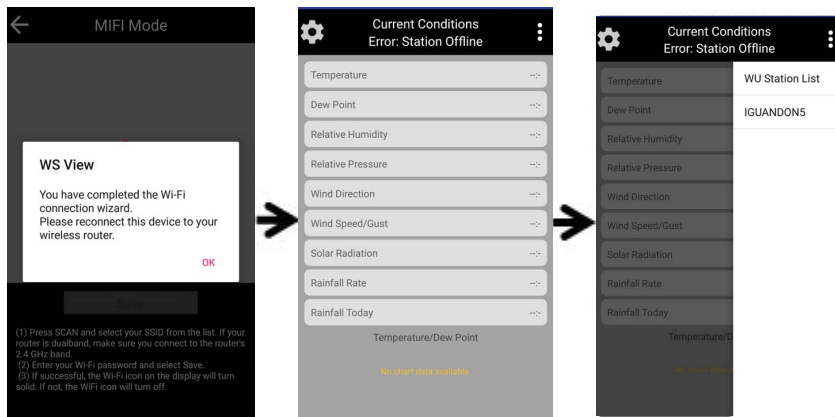 MIFI Mode
WS View
You have completed the Wi-Fi
connection wizard.
Please reconnect this device to your
wireless router.
OK
Save
(1) Press SCAN and select your SSID from the list. If your
router is dualband, make sure you connect to the router's
2.4 GHz band.
(2) Enter your Wi-Fi password and select Save.
(3) If successful, the Wi-Fi icon on the display will turn
solid. If not, the WiFi icon will turn off.
Current Conditions
Error: Station Offline
Temperature --:-
Dew Point --:-
Relative Humidity --:-
Relative Pressure --:-
Wind Direction --:-
Wind Speed/Gust --:-
Solar Radiation --:-
Rainfall Rate --:-
Rainfall Today --:-
Temperature/Dew Point
No chart data available.
Current Conditions
Error: Station Offline
Temperature
Dew Point
Relative Humidity
Relative Pressure
Wind Direction
Wind Speed/Gust
Solar Radiation
Rainfall Rate
Rainfall Today
Temperature/D
No chart data
WU Station List
IGUANDON5